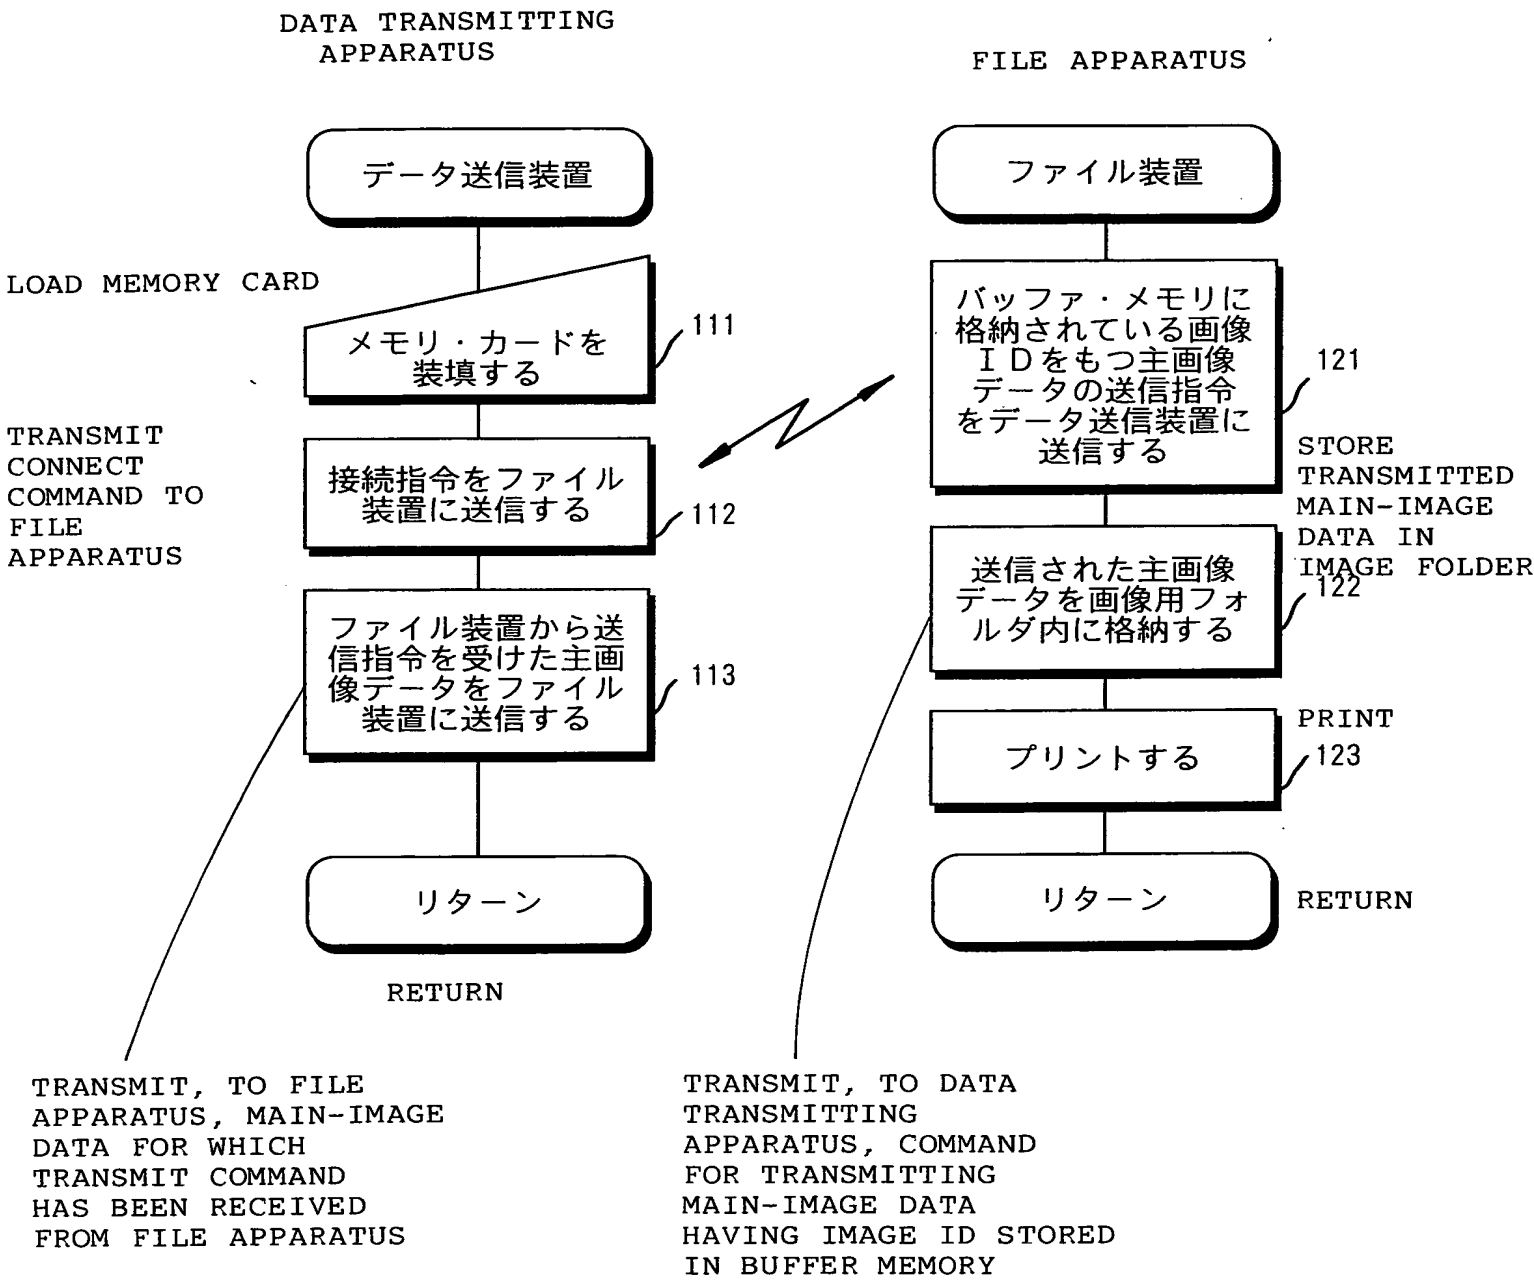 DATA TRANSMITTING
APPARATUS
FILE APPARATUS
データ送信装置
ファイル装置
LOAD MEMORY CARD
メモリ・カードを
装填する
111
TRANSMIT
CONNECT
COMMAND TO
FILE
APPARATUS
接続指令をファイル
装置に送信する
112
ファイル装置から送
信指令を受けた主画
像データをファイル
装置に送信する
113
リターン
RETURN
TRANSMIT, TO FILE
APPARATUS, MAIN-IMAGE
DATA FOR WHICH
TRANSMIT COMMAND
HAS BEEN RECEIVED
FROM FILE APPARATUS
バッファ・メモリに
格納されている画像
IDをもつ主画像
データの送信指令
をデータ送信装置に
送信する
121
STORE
TRANSMITTED
MAIN-IMAGE
DATA IN
IMAGE FOLDER
送信された主画像
データを画像用フォ
ルダ内に格納する
122
PRINT
プリントする
123
リターン
RETURN
TRANSMIT, TO DATA
TRANSMITTING
APPARATUS, COMMAND
FOR TRANSMITTING
MAIN-IMAGE DATA
HAVING IMAGE ID STORED
IN BUFFER MEMORY